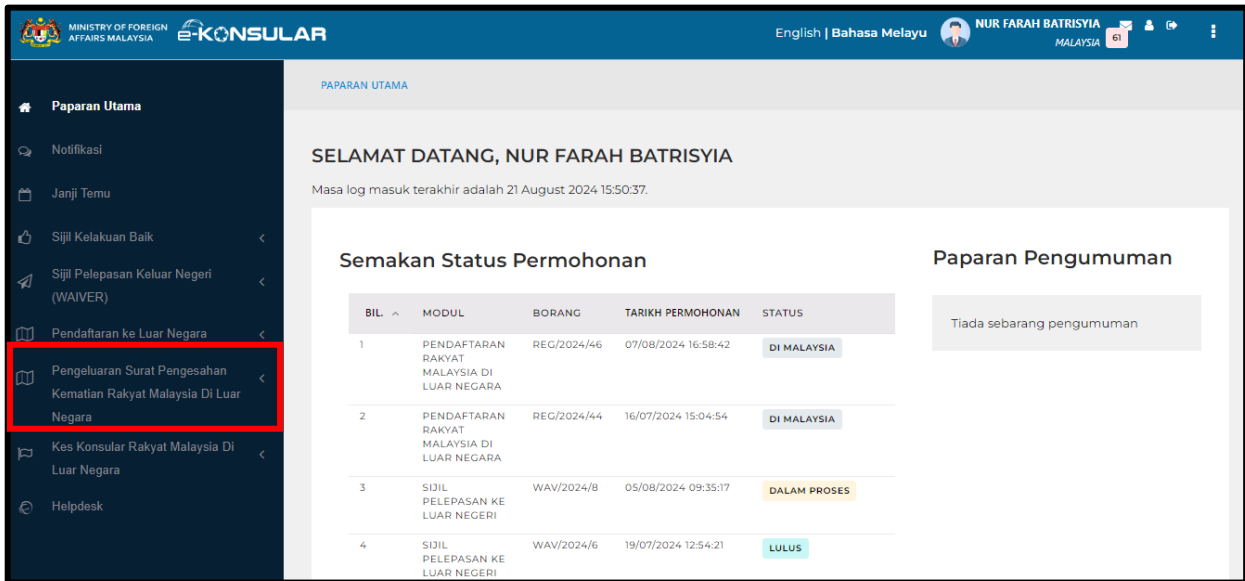 MINISTRY OF FOREIGN
AFFAIRS MALAYSIA
e-KONSULAR
English | Bahasa Melayu
NUR FARAH BATRISYIA
MALAYSIA
61
Paparan Utama
Notifikasi
Janji Temu
Sijil Kelakuan Baik
Sijil Pelepasan Keluar Negeri
(WAIVER)
Pendaftaran ke Luar Negara
Pengeluaran Surat Pengesahan
Kematian Rakyat Malaysia Di Luar
Negara
Kes Konsular Rakyat Malaysia Di
Luar Negara
Helpdesk
PAPARAN UTAMA
SELAMAT DATANG, NUR FARAH BATRISYIA
Masa log masuk terakhir adalah 21 August 2024 15:50:37.
Semakan Status Permohonan
BIL. MODUL BORANG TARIKH PERMOHONAN STATUS
1 PENDAFTARAN REG/2024/46 07/08/2024 16:58:42 DI MALAYSIA
RAKYAT
MALAYSIA DI
LUAR NEGARA
2 PENDAFTARAN REG/2024/44 16/07/2024 15:04:54 DI MALAYSIA
RAKYAT
MALAYSIA DI
LUAR NEGARA
3 SIJIL WAV/2024/8 05/08/2024 09:35:17 DALAM PROSES
PELEPASAN KE
LUAR NEGERI
4 SIJIL WAV/2024/6 19/07/2024 12:54:21 LULUS
PELEPASAN KE
LUAR NEGERI
Paparan Pengumuman
Tiada sebarang pengumuman